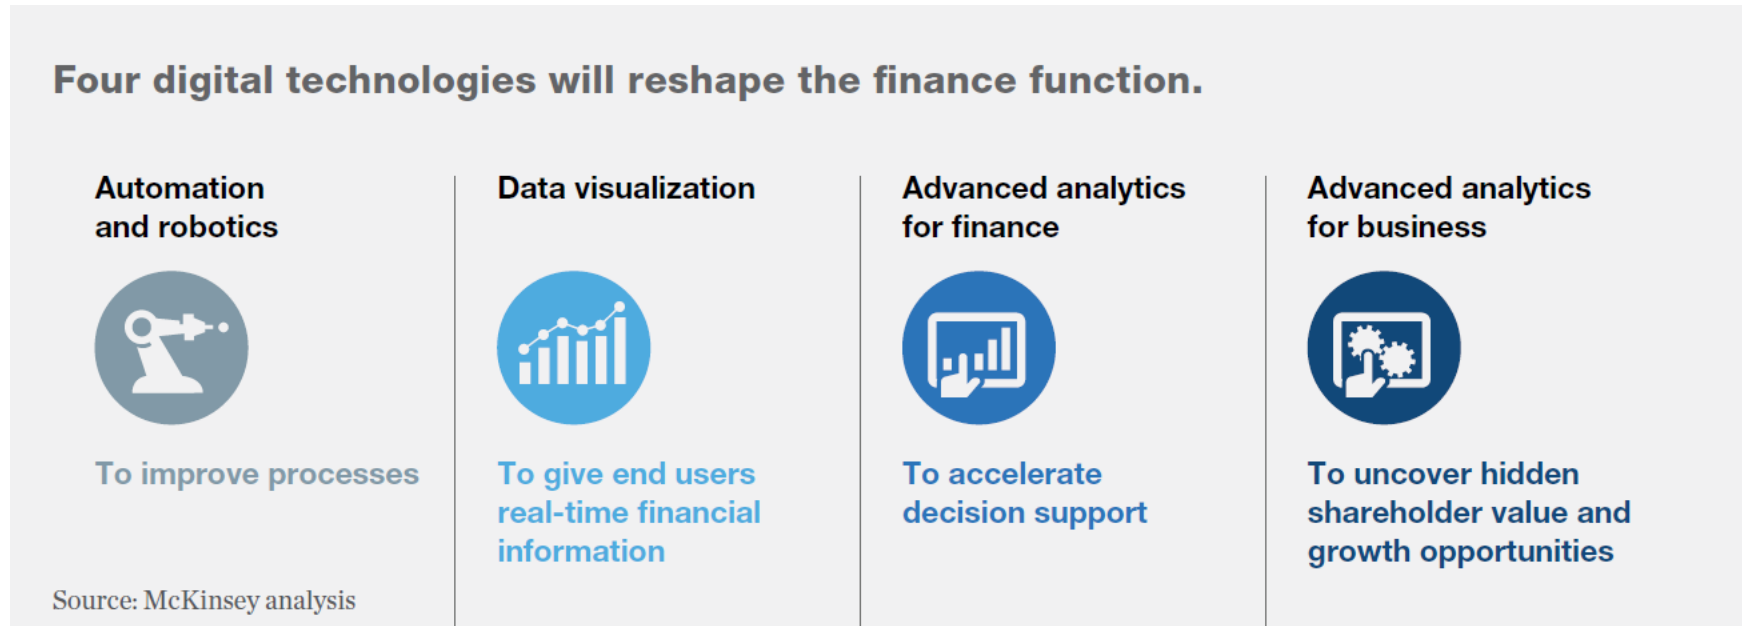 Four digital technologies will reshape the finance function.
Automation
and robotics
To improve processes
Data visualization
To give end users
real-time financial
information
Advanced analytics
for finance
To accelerate
decision support
Advanced analytics
for business
To uncover hidden
shareholder value and
growth opportunities
Source: McKinsey analysis